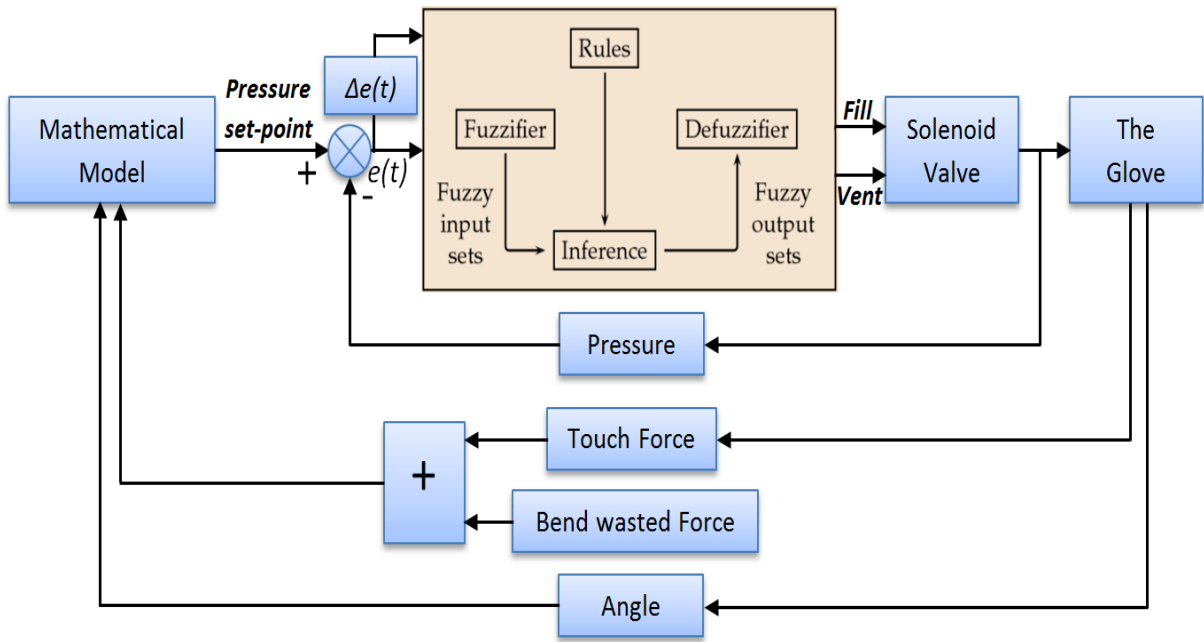 Mathematical
Model
Pressure
set-point
+
-
Δe(t)
e(t)
Rules
Fuzzifier
Defuzzifier
Fuzzy
input
sets
Inference
Fuzzy
output
sets
Fill
Vent
Solenoid
Valve
The
Glove
Pressure
Touch Force
+
Bend wasted Force
Angle